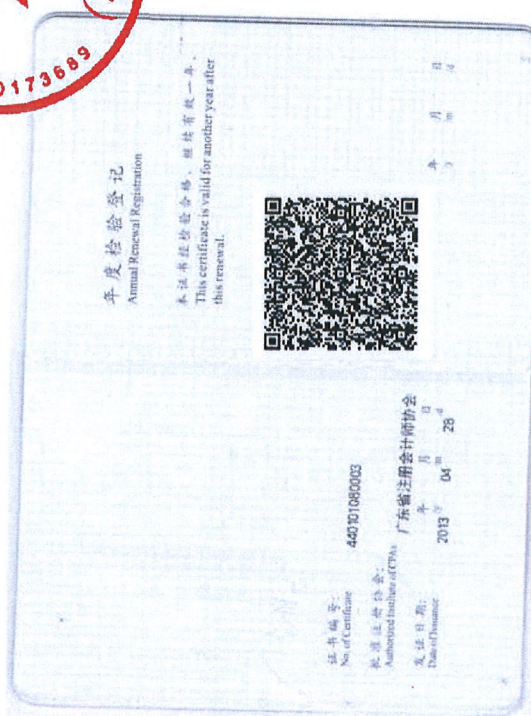 0173689
年度检验登记
Annual Renewal Registration
本证书经检验合格，继续有效一年。
This certificate is valid for another year after
this renewal.
年 月 日
y m d
证书编号：
No. of Certificate
440101080003
批准注册协会：
Authorized Institute of CPAs
广东省注册会计师协会
发证日期：
Date of Issuance
2013 年 04 月 28 日
y m d